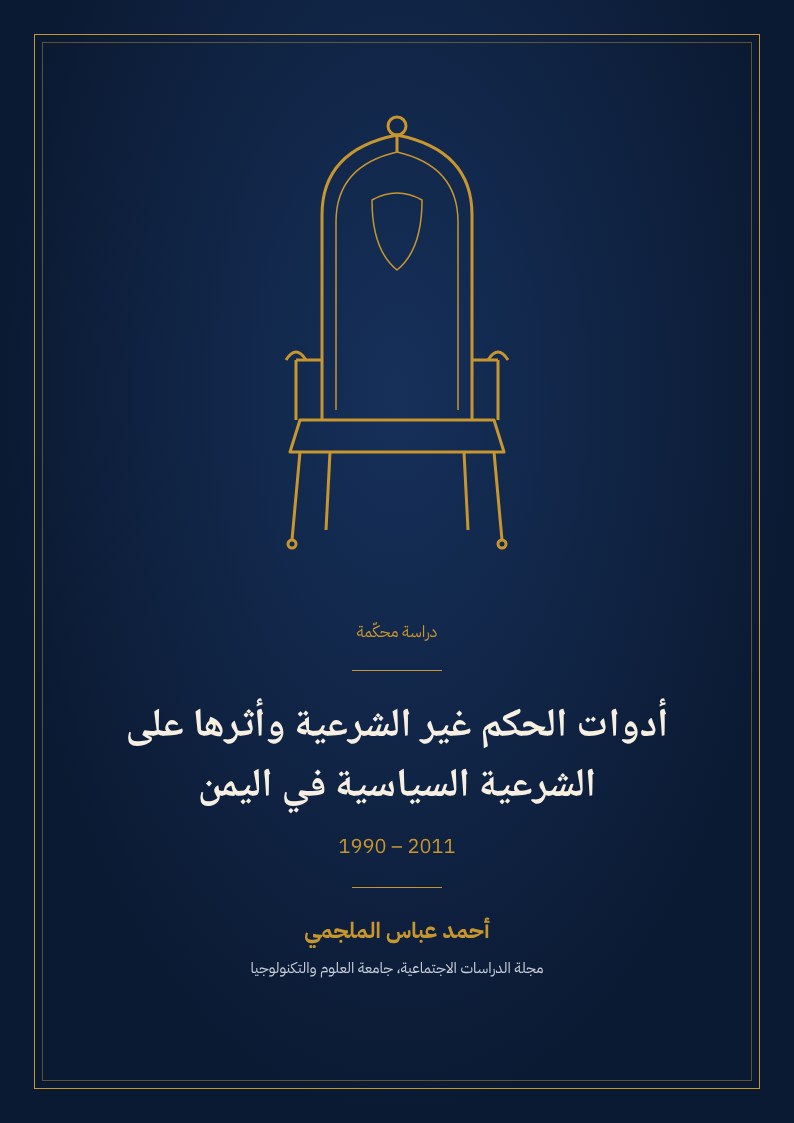 دراسة محكّمة
أدوات الحكم غير الشرعية وأثرها على
الشرعية السياسية في اليمن
1990 – 2011
أحمد عباس الملجمي
مجلة الدراسات الاجتماعية، جامعة العلوم والتكنولوجيا